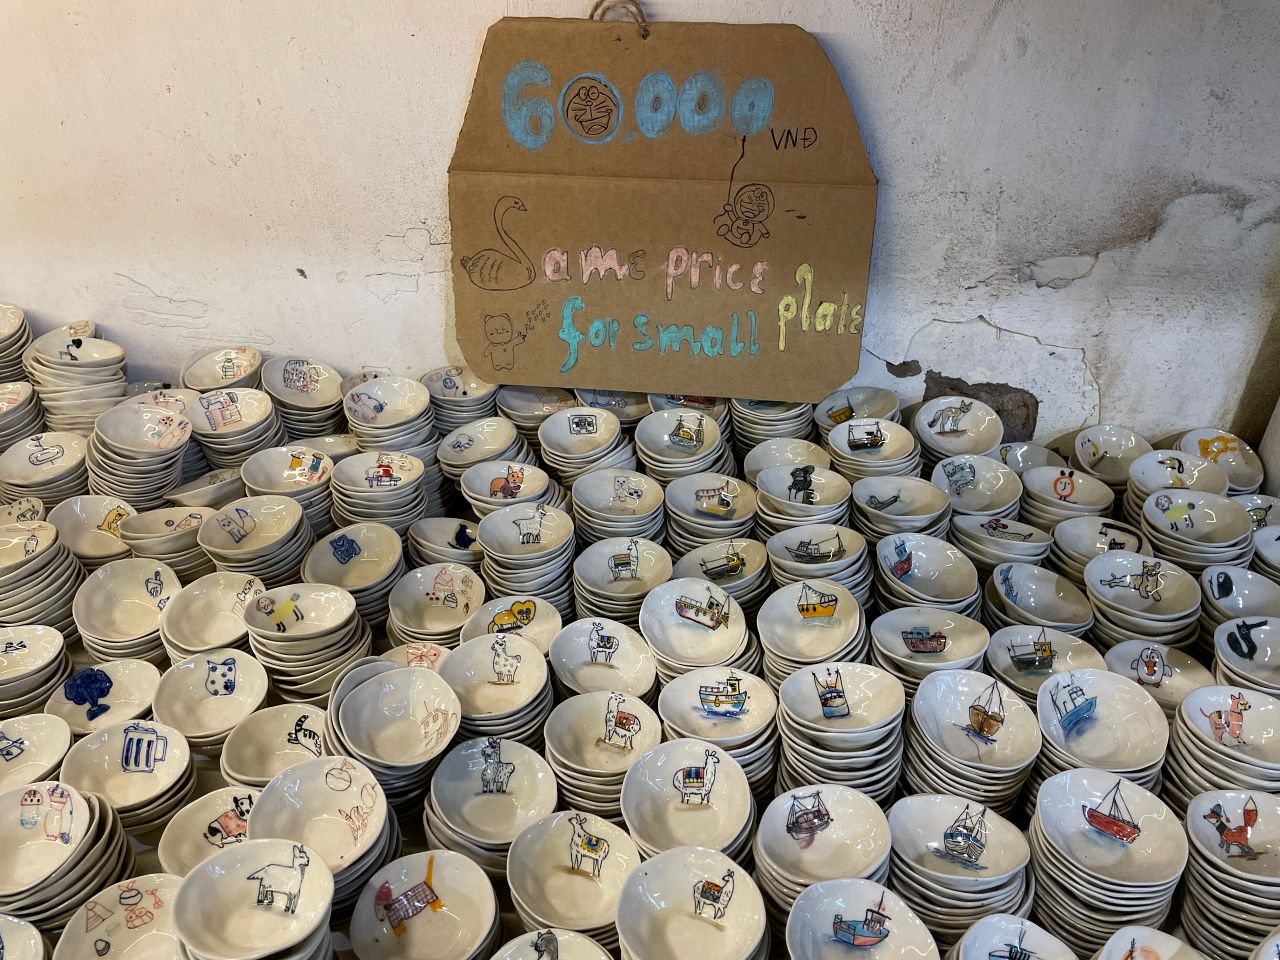 60.000
VNĐ
Same price
for small plate